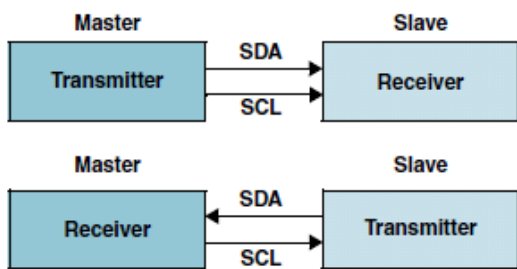 Master Slave
Transmitter SDA Receiver
SCL
Master Slave
Receiver SDA Transmitter
SCL